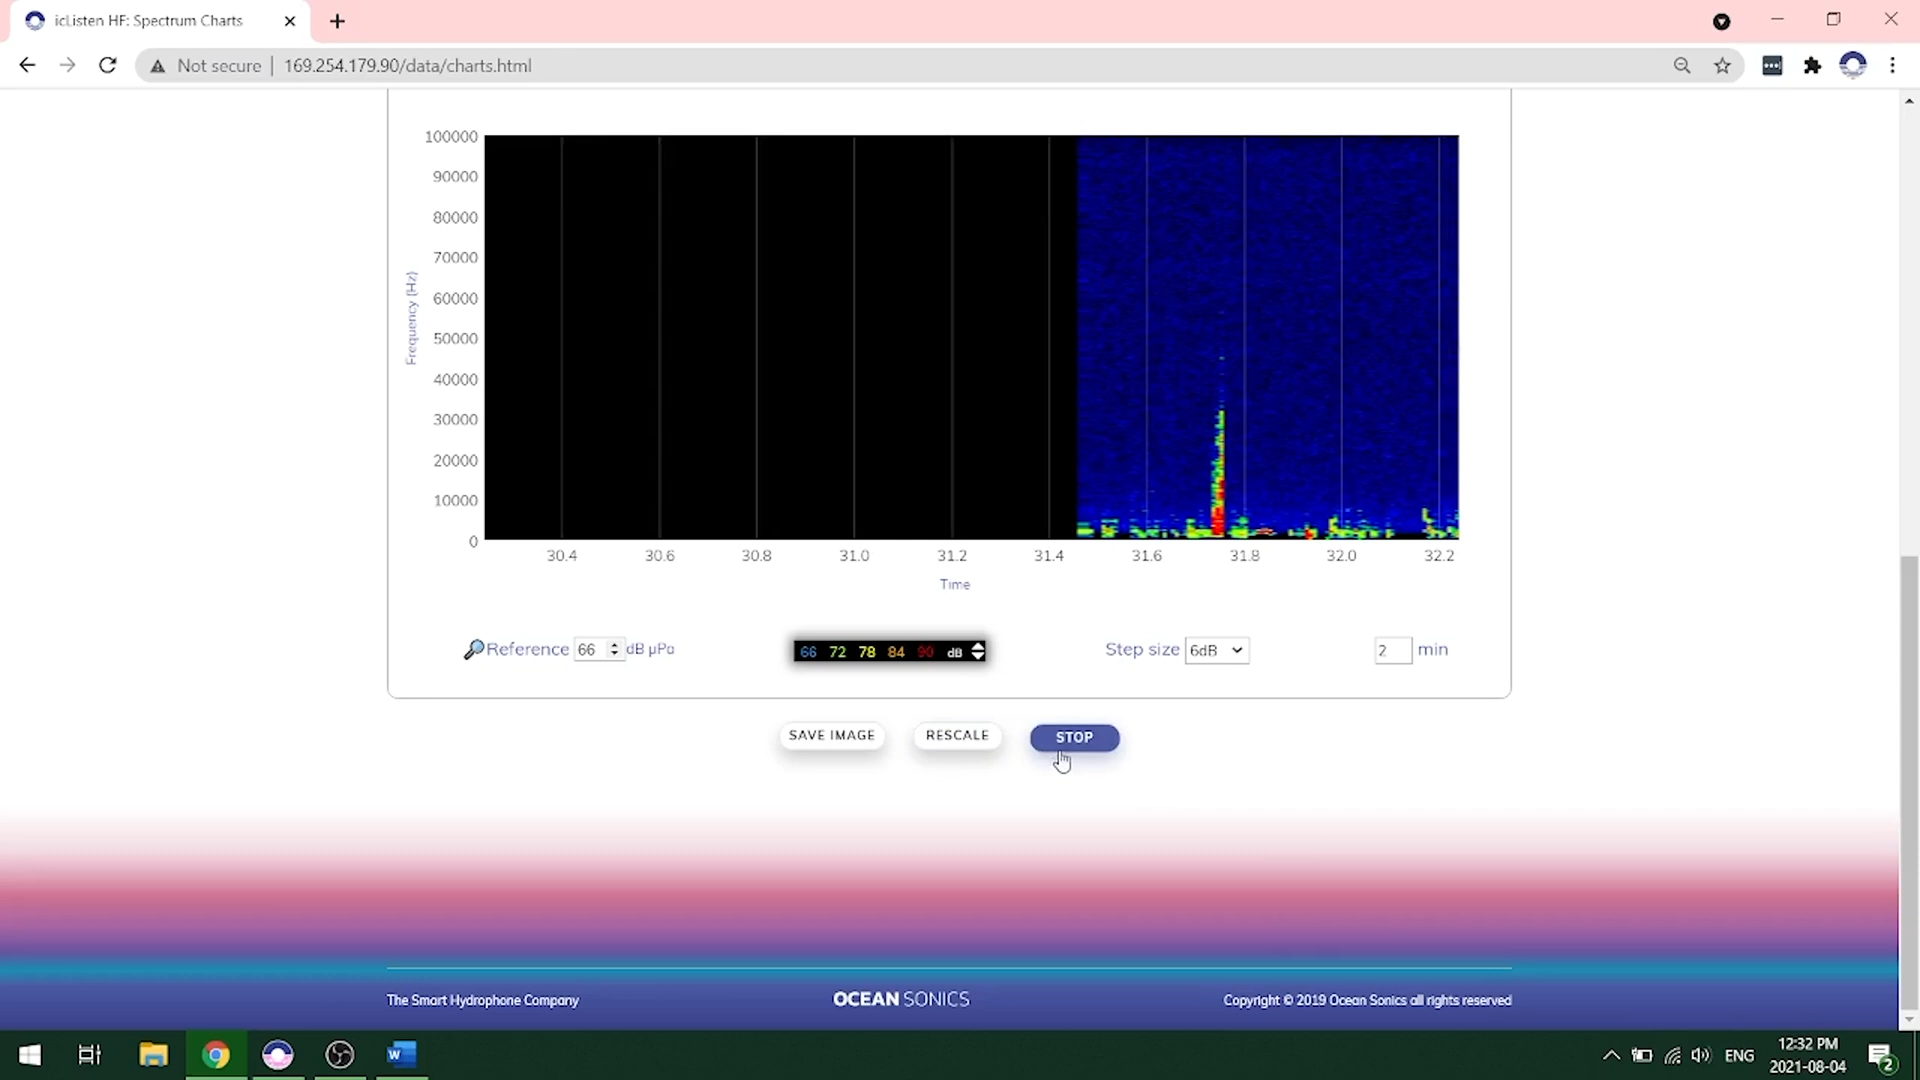 icListen HF: Spectrum Charts
Not secure
169.254.179.90/data/charts.html
100000
90000
80000
70000
60000
50000
40000
30000
20000
10000
0
Frequency (Hz)
30.4 30.6 30.8 31.0 31.2 31.4 31.6 31.8 32.0 32.2
Time
Reference 66 dB µPa
66 72 78 84 90 dB
Step size 6dB
2 min
SAVE IMAGE
RESCALE
STOP
The Smart Hydrophone Company
OCEAN SONICS
Copyright © 2019 Ocean Sonics all rights reserved
W
ENG
12:32 PM
2021-08-04
2